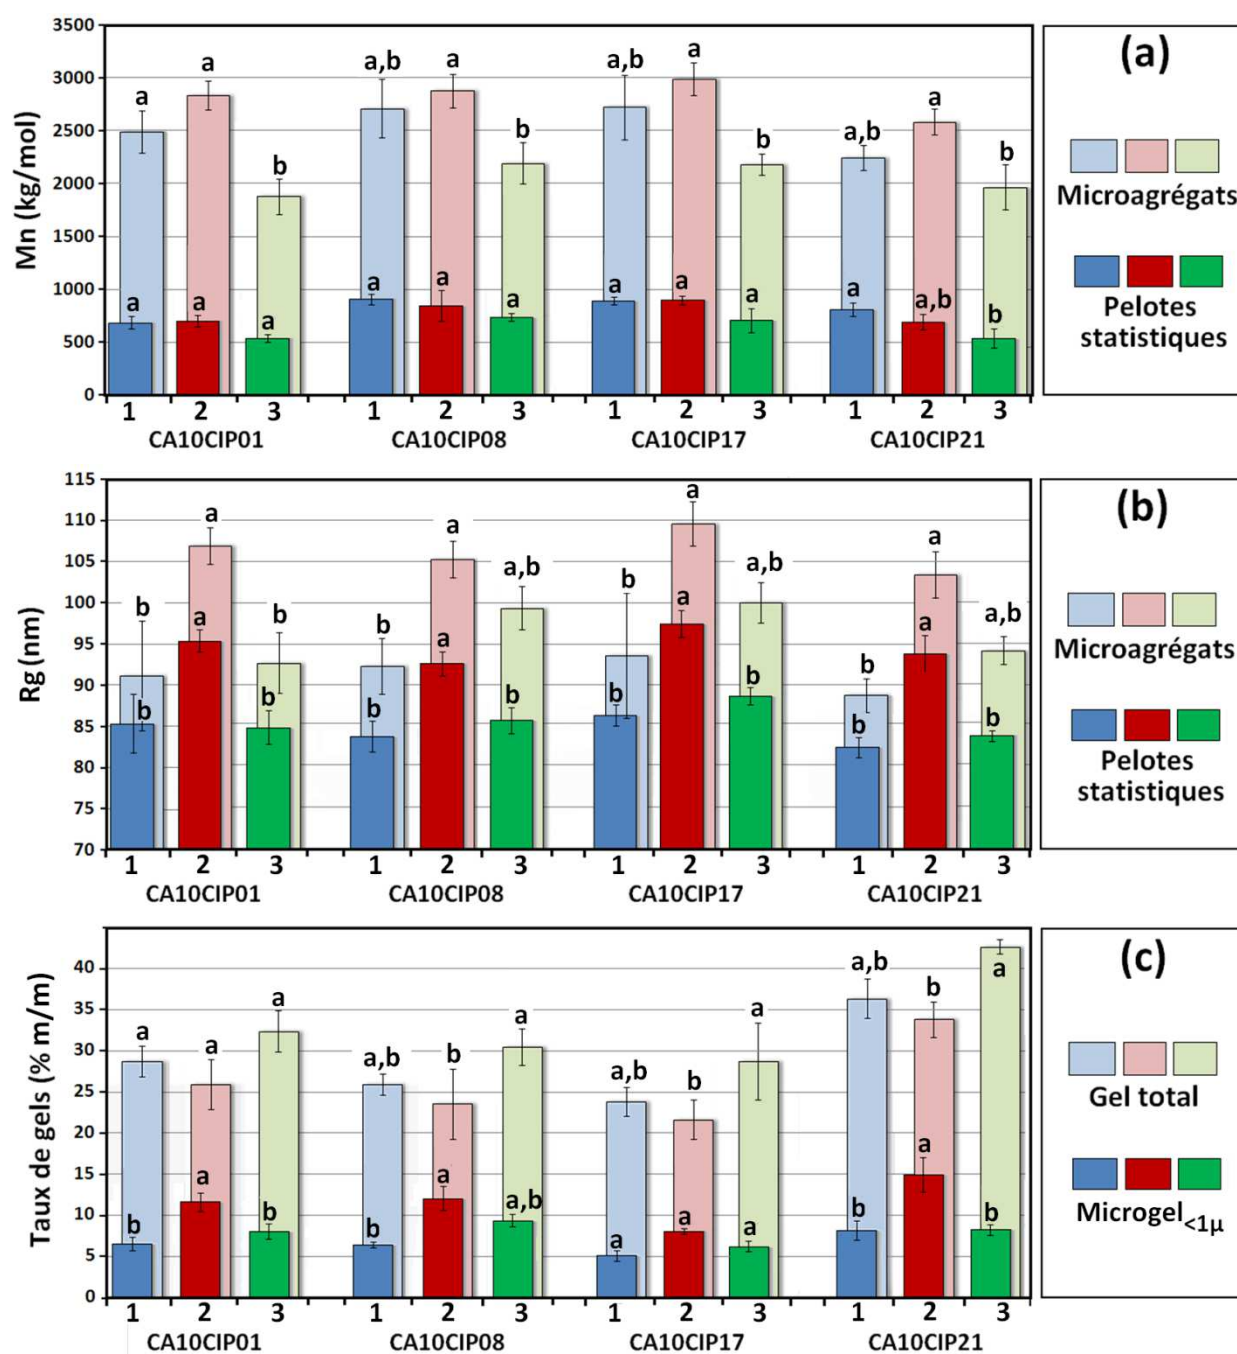 3500
3000
2500
2000
1500
1000
500
0
Mn (kg/mol)
a a b
a,b a b
a,b a b
a,b a b
a a a
a a a
a a a
a a,b b
1 2 3 1 2 3 1 2 3 1 2 3
CA10CIP01 CA10CIP08 CA10CIP17 CA10CIP21
(a)
Microagrégats
Pelotes
statistiques
115
110
105
100
95
90
85
80
75
70
Rg (nm)
b a b
b a a,b
b a a,b
b a a,b
b a b
b a b
b a b
b a b
1 2 3 1 2 3 1 2 3 1 2 3
CA10CIP01 CA10CIP08 CA10CIP17 CA10CIP21
(b)
Microagrégats
Pelotes
statistiques
40
35
30
25
20
15
10
5
0
Taux de gels (% m/m)
a a a
a,b b a
a,b b a
a,b b a
b a b
b a a,b
a a a
b a b
1 2 3 1 2 3 1 2 3 1 2 3
CA10CIP01 CA10CIP08 CA10CIP17 CA10CIP21
(c)
Gel total
Microgel<1µ